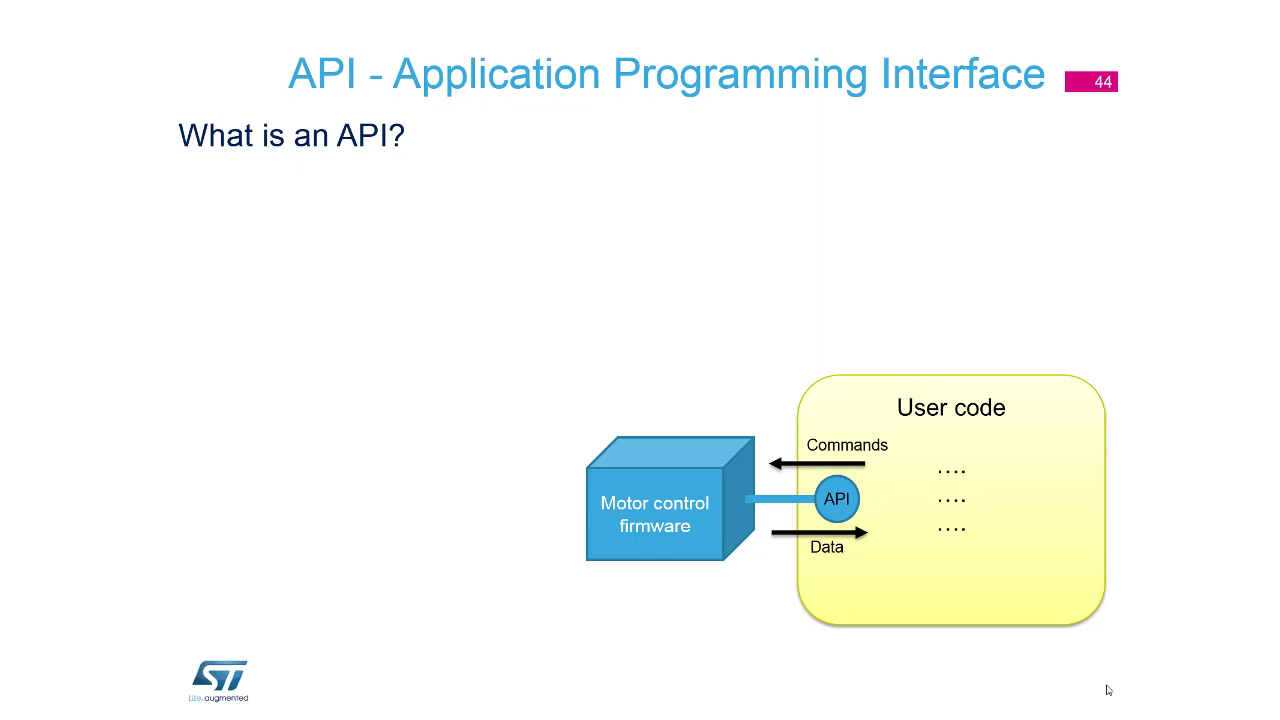 API - Application Programming Interface
44
What is an API?
User code
Commands
....
Motor control
firmware
API
....
....
Data
ST
life.augmented